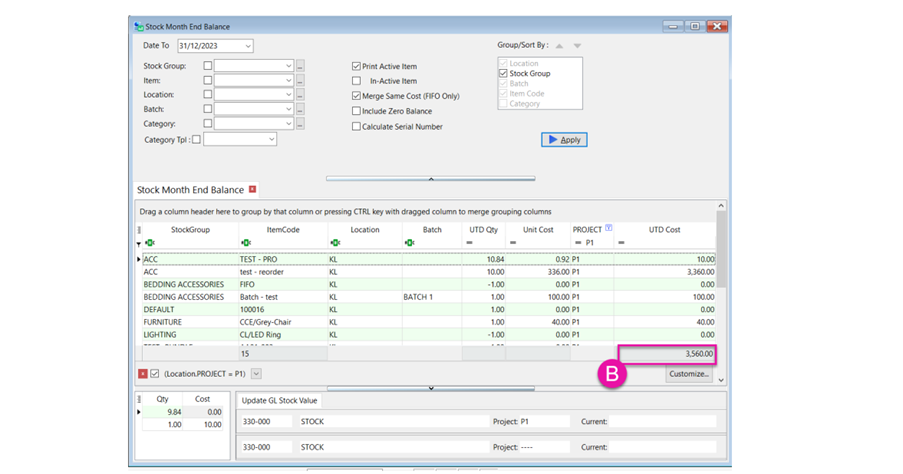 Stock Month End Balance
Date To 31/12/2023
Group/Sort By :
Stock Group: ...
Item: ...
Location: ...
Batch: ...
Category: ...
Category Tpl :
Print Active Item
In-Active Item
Merge Same Cost (FIFO Only)
Include Zero Balance
Calculate Serial Number
Location
Stock Group
Batch
Item Code
Category
Apply
Stock Month End Balance
Drag a column header here to group by that column or pressing CTRL key with dragged column to merge grouping columns
StockGroup ItemCode Location Batch UTD Qty Unit Cost PROJECT UTD Cost
= = = P1 =
ACC TEST - PRO KL 10.84 0.92 P1 10.00
ACC test - reorder KL 10.00 336.00 P1 3,360.00
BEDDING ACCESSORIES FIFO KL -1.00 0.00 P1 0.00
BEDDING ACCESSORIES Batch - test KL BATCH 1 1.00 100.00 P1 100.00
DEFAULT 100016 KL 1.00 0.00 P1 0.00
FURNITURE CCE/Grey-Chair KL 1.00 40.00 P1 40.00
LIGHTING CL/LED Ring KL -1.00 0.00 P1 0.00
15 3,560.00
B
(Location.PROJECT = P1) Customize...
Qty Cost
9.84 0.00
1.00 10.00
Update GL Stock Value
330-000 STOCK Project: P1 Current:
330-000 STOCK Project: ---- Current: